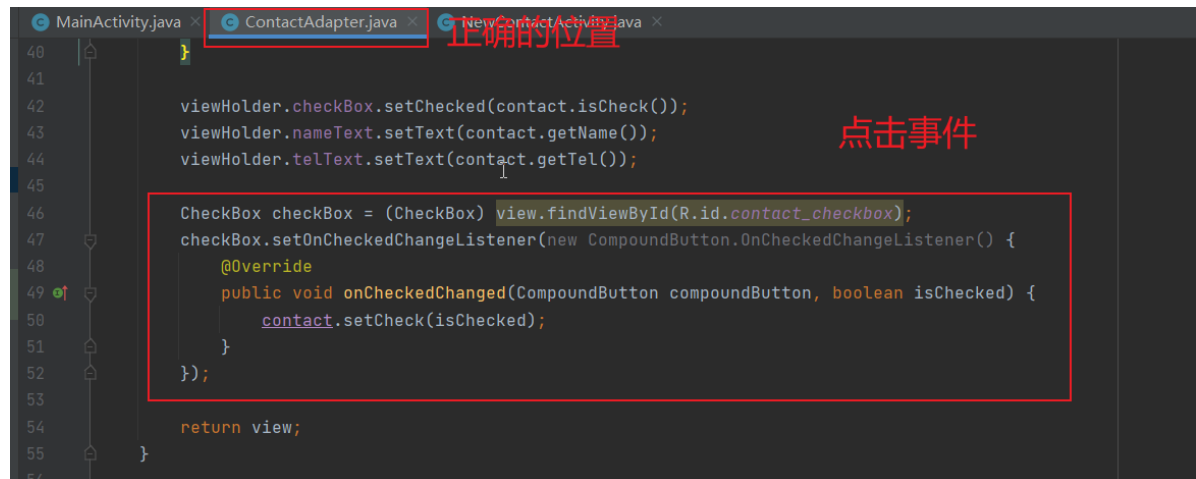 MainActivity.java × ContactAdapter.java × NewContactActivity.java ×
正确的位置
40 }
41
42 viewHolder.checkBox.setChecked(contact.isCheck());
43 viewHolder.nameText.setText(contact.getName());
点击事件
44 viewHolder.telText.setText(contact.getTel());
45
46 CheckBox checkBox = (CheckBox) view.findViewById(R.id.contact_checkbox);
47 checkBox.setOnCheckedChangeListener(new CompoundButton.OnCheckedChangeListener() {
48 @Override
49 public void onCheckedChanged(CompoundButton compoundButton, boolean isChecked) {
50 contact.setCheck(isChecked);
51 }
52 });
53
54 return view;
55 }